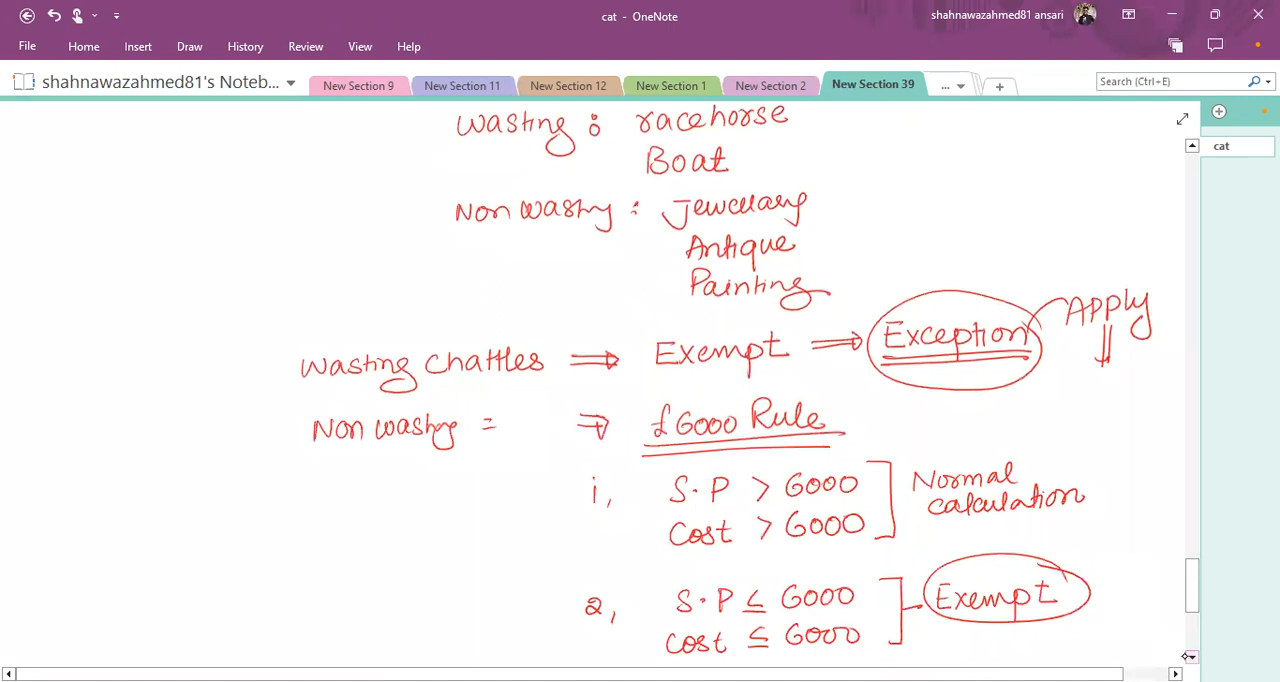 cat - OneNote
shahnawazahmed81 ansari
File Home Insert Draw History Review View Help
shahnawazahmed81's Noteb...
New Section 9
New Section 11
New Section 12
New Section 1
New Section 2
New Section 39
...
Search (Ctrl+E)
cat
Wasting : racehorse
Boat
Non wasting : Jewellary
Antique
Painting
Apply
Wasting chattles ⇒ Exempt ⇒ Exception
Non wasting = ⇒ £6000 Rule
1, S.P > 6000
Cost > 6000
Normal
calculation
2, S.P ≤ 6000
Cost ≤ 6000
Exempt